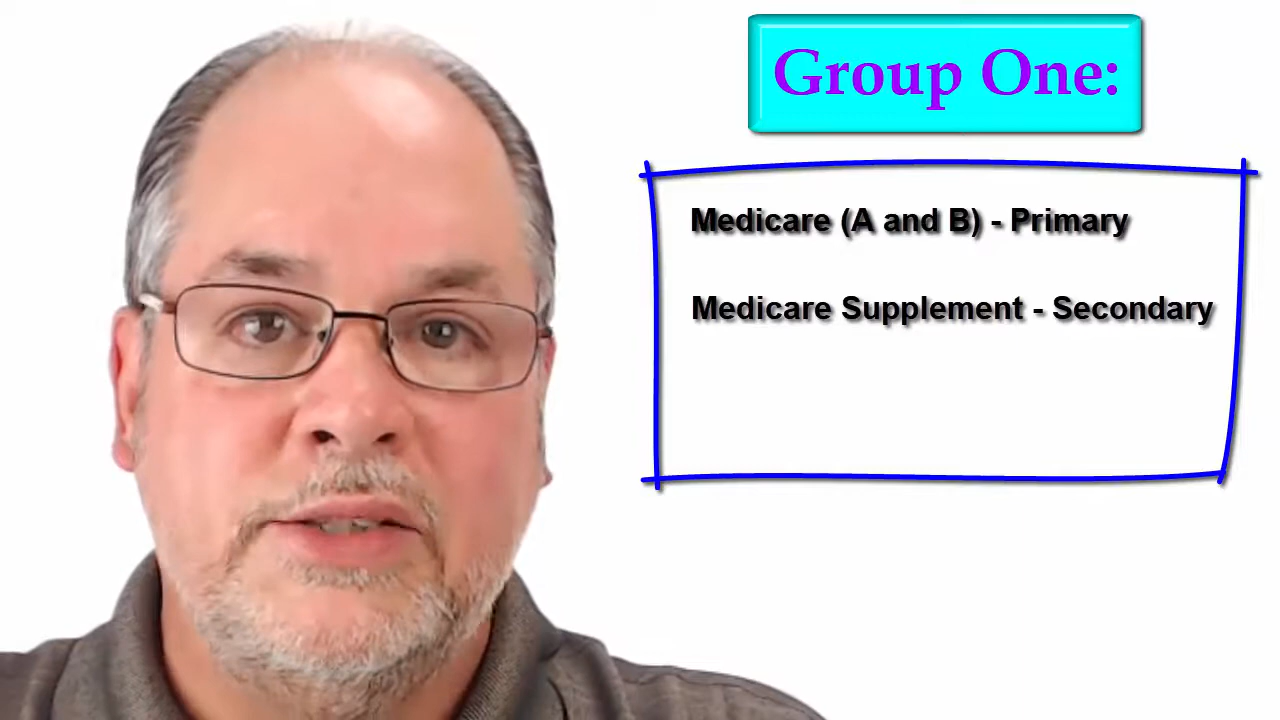 Group One:
Medicare (A and B) - Primary
Medicare Supplement - Secondary